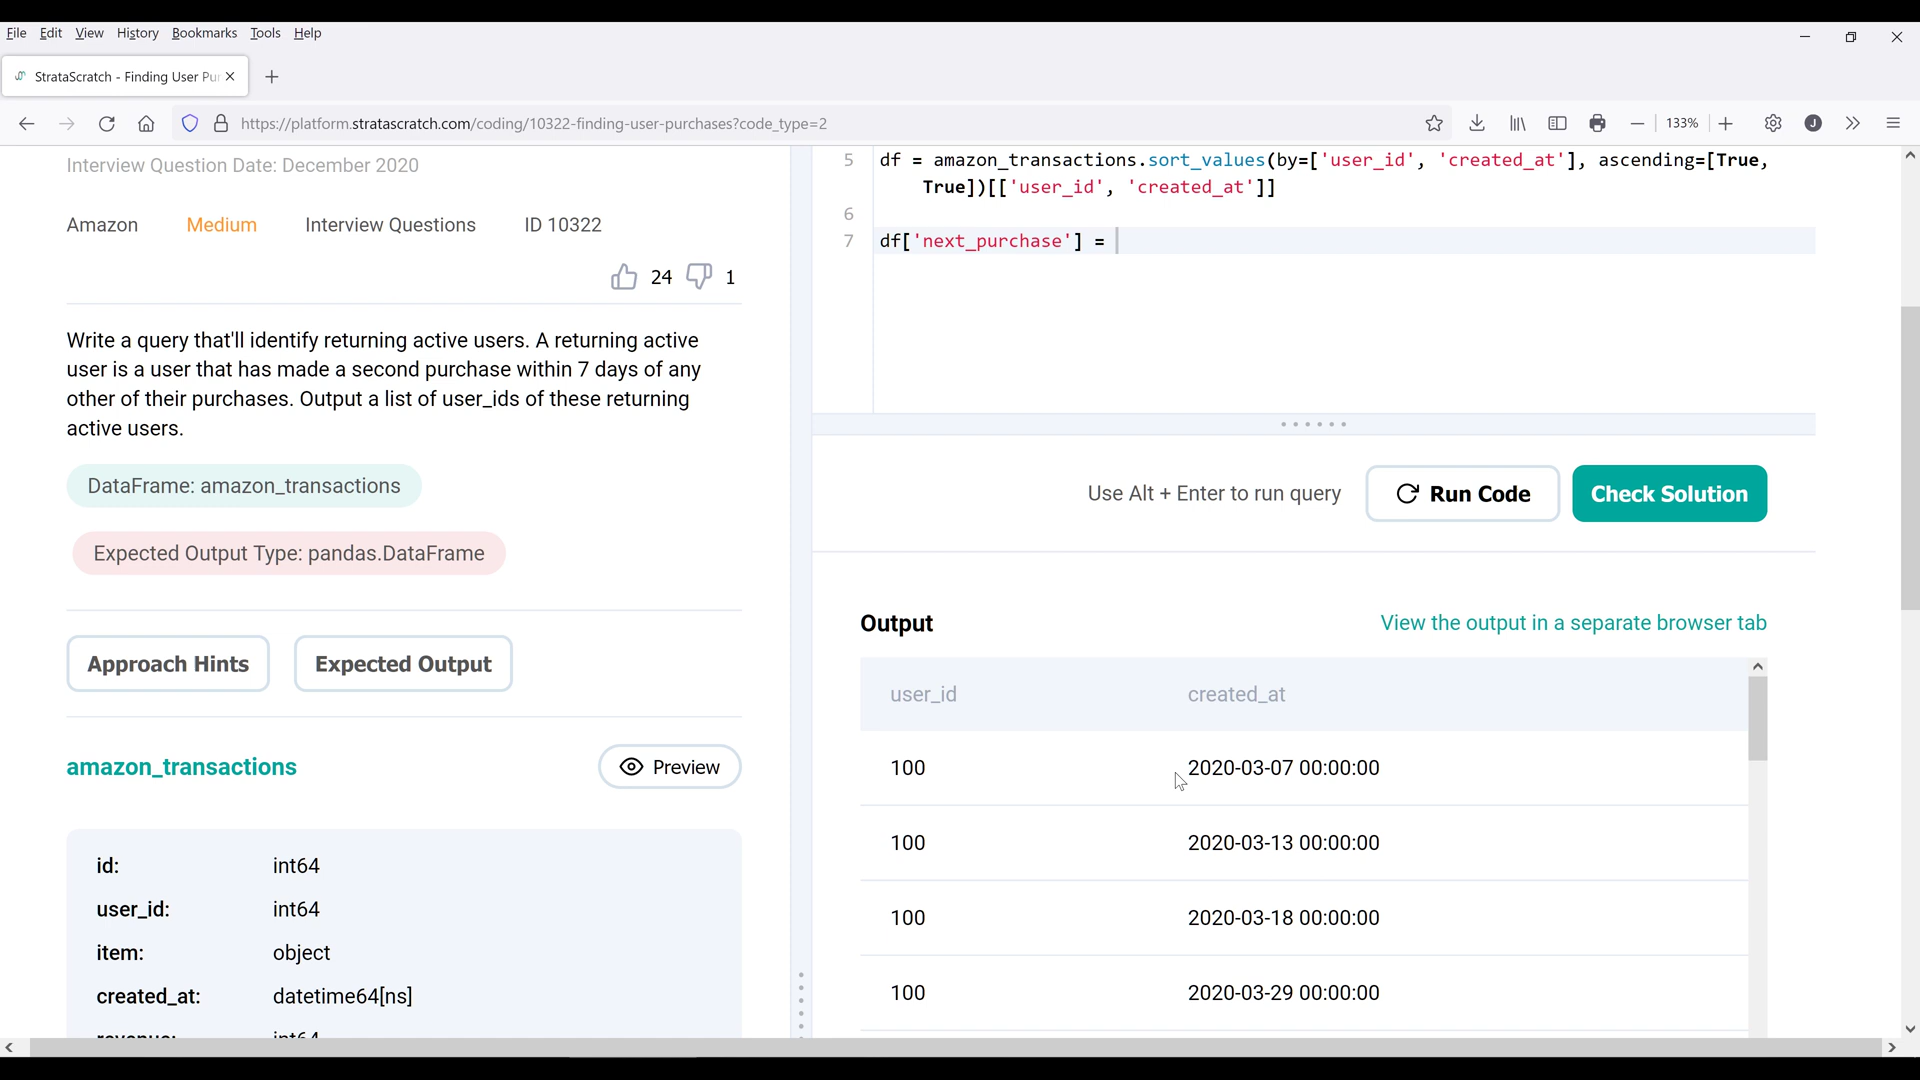 File Edit View History Bookmarks Tools Help
StrataScratch - Finding User Pu
https://platform.stratascratch.com/coding/10322-finding-user-purchases?code_type=2
133%
J
Interview Question Date: December 2020
Amazon Medium Interview Questions ID 10322
24 1
Write a query that'll identify returning active users. A returning active
user is a user that has made a second purchase within 7 days of any
other of their purchases. Output a list of user_ids of these returning
active users.
DataFrame: amazon_transactions
Expected Output Type: pandas.DataFrame
Approach Hints Expected Output
amazon_transactions Preview
id: int64
user_id: int64
item: object
created_at: datetime64[ns]
revenue: int64
5 df = amazon_transactions.sort_values(by=['user_id', 'created_at'], ascending=[True,
True])[['user_id', 'created_at']]
6
7 df['next_purchase'] =
Use Alt + Enter to run query Run Code Check Solution
Output View the output in a separate browser tab
user_id created_at
100 2020-03-07 00:00:00
100 2020-03-13 00:00:00
100 2020-03-18 00:00:00
100 2020-03-29 00:00:00